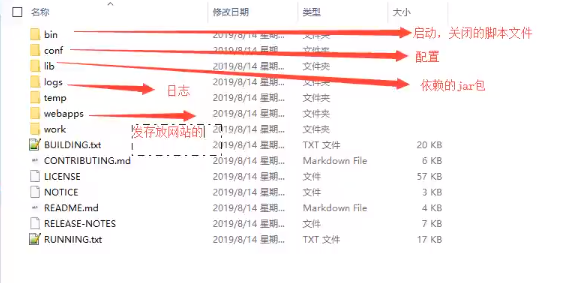 名称 修改日期 类型 大小
bin 2019/8/14 星期... 文件夹 启动，关闭的脚本文件
conf 2019/8/14 星期... 文件夹 配置
lib 2019/8/14 星期... 文件夹 依赖的jar包
logs 日志 2019/8/14 星期... 文件夹
temp 2019/8/14 星期... 文件夹
webapps 2019/8/14 星期... 文件夹
work 发存放网站的 2019/8/14 星期... 文件夹
BUILDING.txt 2019/8/14 星期... TXT 文件 20 KB
CONTRIBUTING.md 2019/8/14 星期... Markdown File 6 KB
LICENSE 2019/8/14 星期... 文件 57 KB
NOTICE 2019/8/14 星期... 文件 3 KB
README.md 2019/8/14 星期... Markdown File 4 KB
RELEASE-NOTES 2019/8/14 星期... 文件 7 KB
RUNNING.txt 2019/8/14 星期... TXT 文件 17 KB